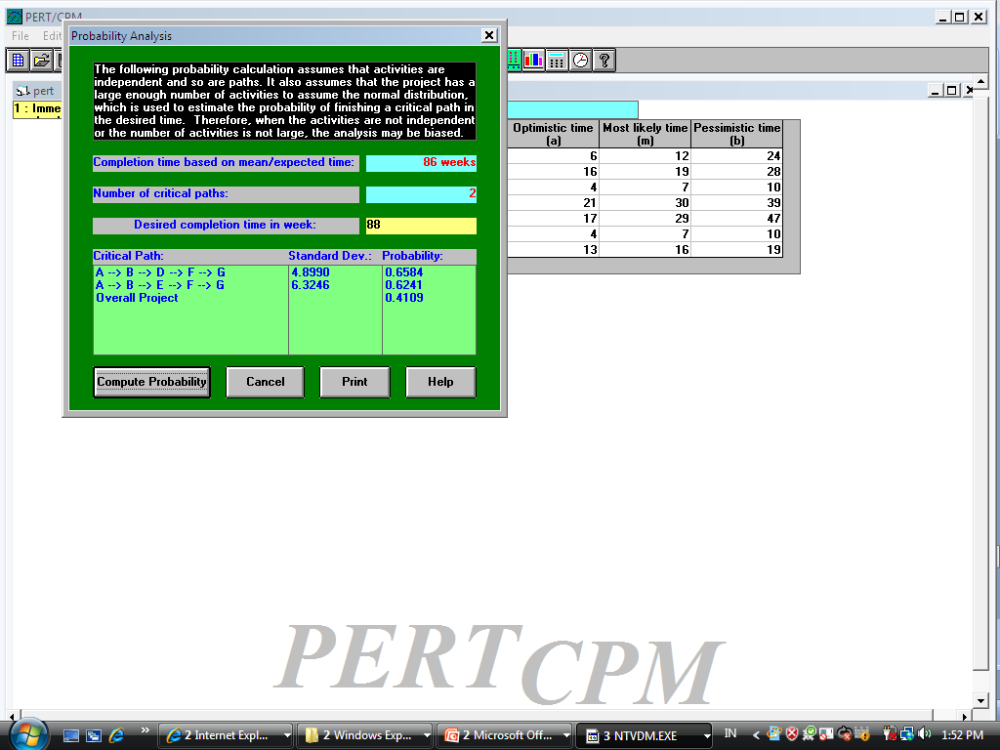 PERT/CPM
File Edit
Probability Analysis
pert
1 : Imme
The following probability calculation assumes that activities are
independent and so are paths. It also assumes that the project has a
large enough number of activities to assume the normal distribution,
which is used to estimate the probability of finishing a critical path in
the desired time. Therefore, when the activities are not independent
or the number of activities is not large, the analysis may be biased.
Completion time based on mean/expected time: 86 weeks
Number of critical paths: 2
Desired completion time in week: 88
Critical Path: Standard Dev.: Probability:
A --> B --> D --> F --> G 4.8990 0.6584
A --> B --> E --> F --> G 6.3246 0.6241
Overall Project 0.4109
Compute Probability Cancel Print Help
Optimistic time (a) Most likely time (m) Pessimistic time (b)
6 12 24
16 19 28
4 7 10
21 30 39
17 29 47
4 7 10
13 16 19
PERT CPM
2 Internet Expl... 2 Windows Exp... 2 Microsoft Off... 3 NTVDM.EXE IN 1:52 PM